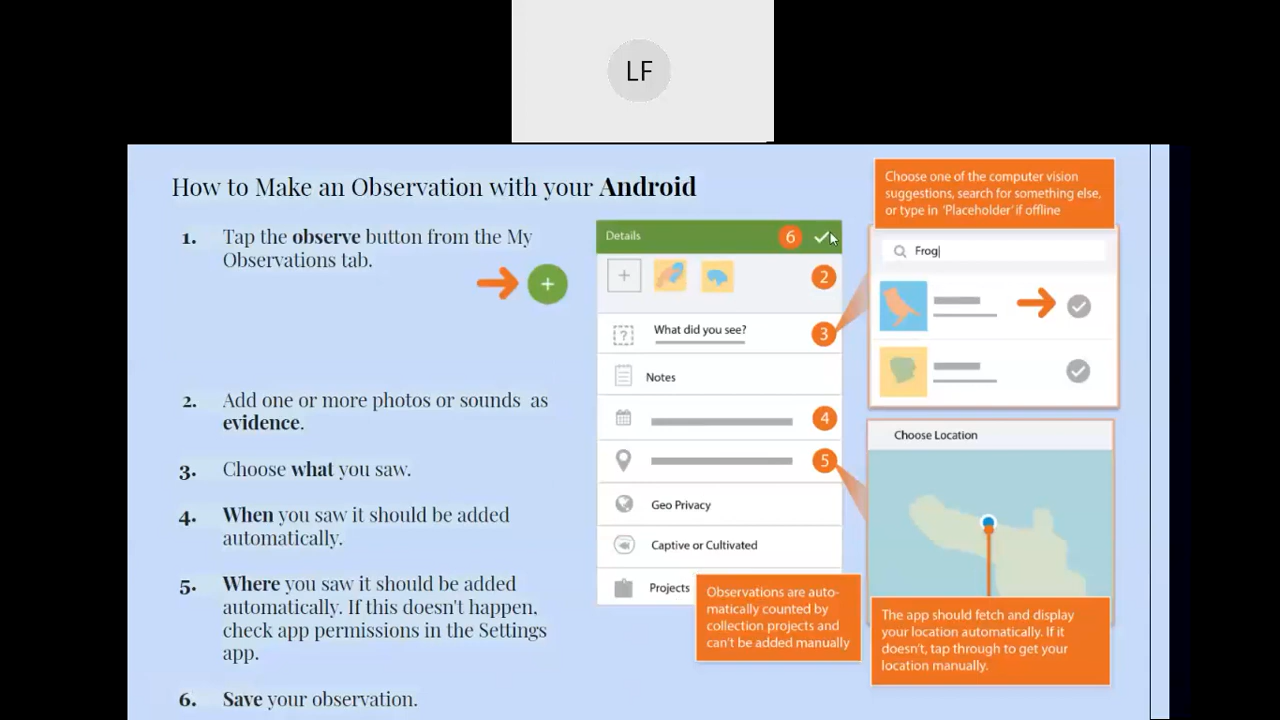 LF
How to Make an Observation with your Android
1. Tap the observe button from the My
Observations tab.
2. Add one or more photos or sounds as
evidence.
3. Choose what you saw.
4. When you saw it should be added
automatically.
5. Where you saw it should be added
automatically. If this doesn't happen,
check app permissions in the Settings
app.
6. Save your observation.
Details
6
2
What did you see?
3
Notes
4
5
Geo Privacy
Captive or Cultivated
Projects
Observations are auto-
matically counted by
collection projects and
can't be added manually
Choose one of the computer vision
suggestions, search for something else,
or type in 'Placeholder' if offline
Frog
Choose Location
The app should fetch and display
your location automatically. If it
doesn't, tap through to get your
location manually.